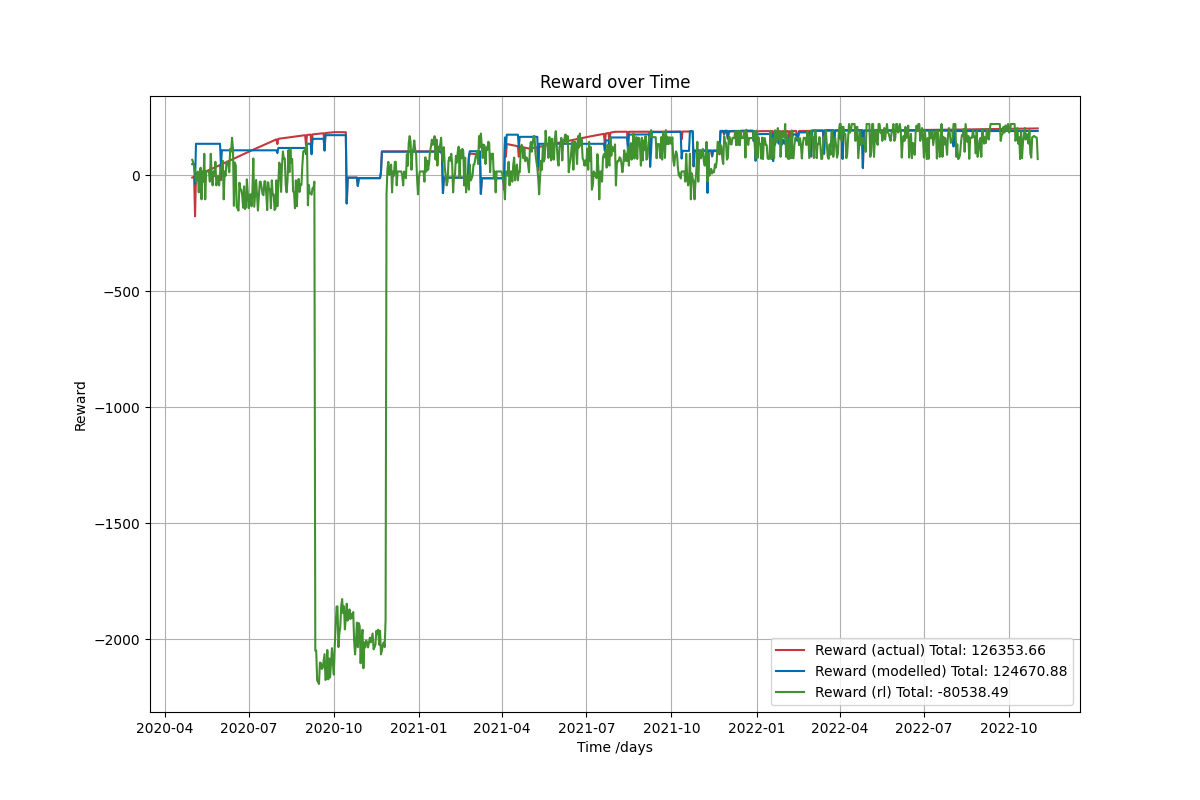 Reward over Time
Reward
0
−500
−1000
−1500
−2000
2020-04 2020-07 2020-10 2021-01 2021-04 2021-07 2021-10 2022-01 2022-04 2022-07 2022-10
Time /days
Reward (actual) Total: 126353.66
Reward (modelled) Total: 124670.88
Reward (rl) Total: -80538.49